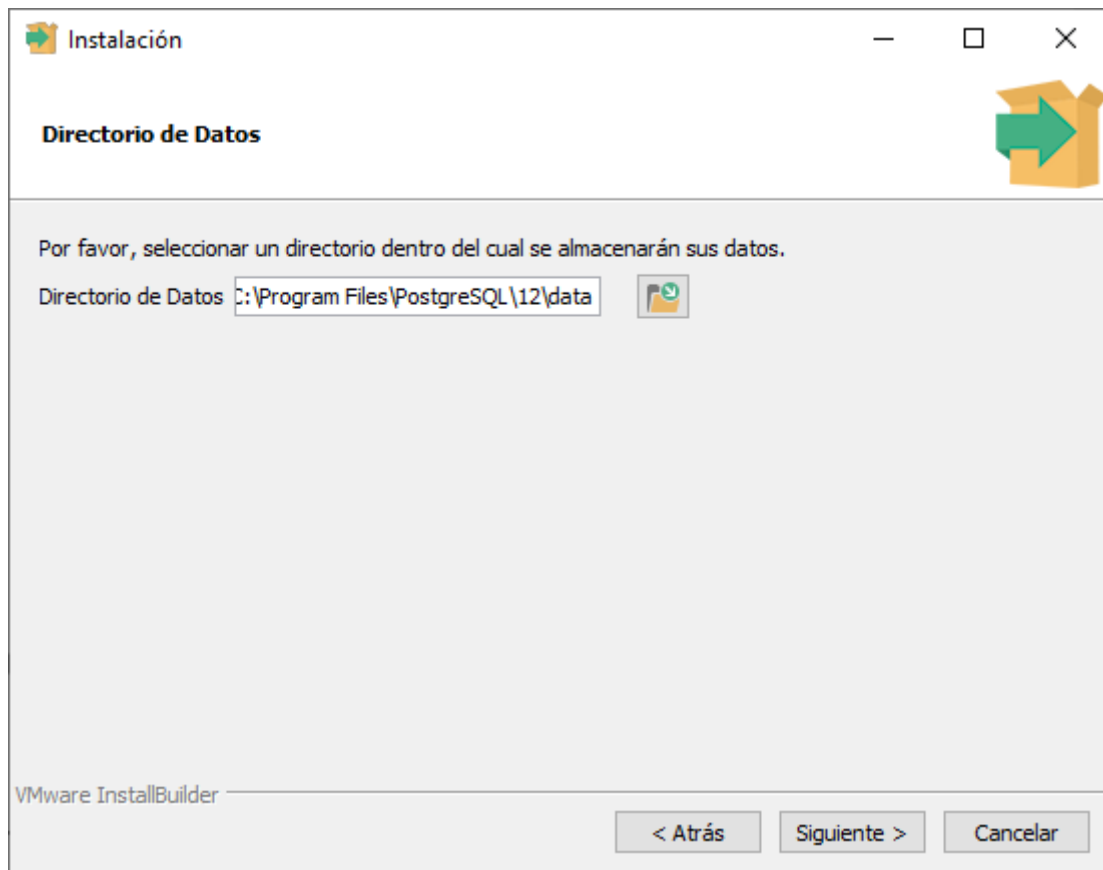 Instalación
Directorio de Datos
Por favor, seleccionar un directorio dentro del cual se almacenarán sus datos.
Directorio de Datos C:\Program Files\PostgreSQL\12\data
VMware InstallBuilder
< Atrás Siguiente > Cancelar